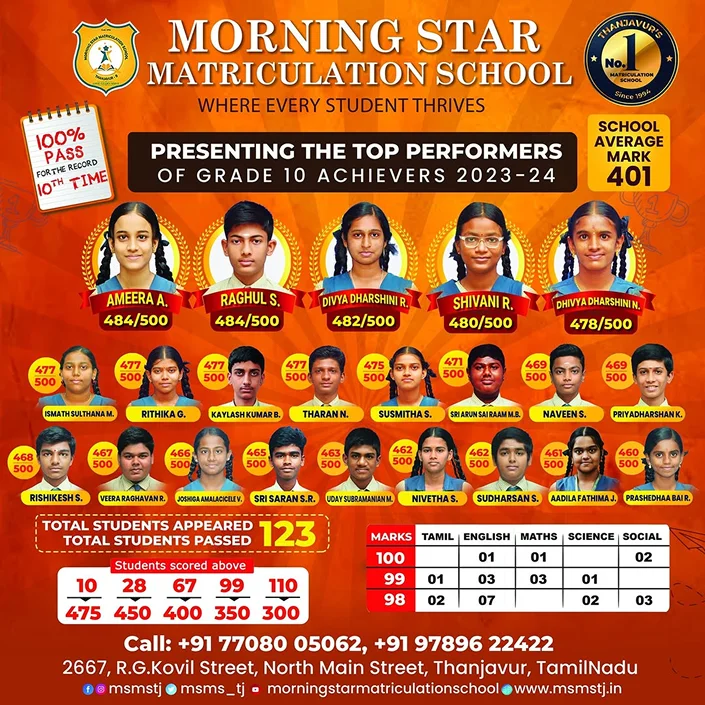 MORNING STAR
MATRICULATION SCHOOL
WHERE EVERY STUDENT THRIVES
THANJAVUR'S
No.1
MATRICULATION
SCHOOL
Since 1994
100%
PASS
FOR THE RECORD
10TH TIME
PRESENTING THE TOP PERFORMERS
OF GRADE 10 ACHIEVERS 2023-24
SCHOOL
AVERAGE
MARK
401
AMEERA A.
484/500
RAGHUL S.
484/500
DIVYA DHARSHINI R.
482/500
SHIVANI R.
480/500
DHIVYA DHARSHINI N.
478/500
477
500
ISMATH SULTHANA M.
477
500
RITHIKA G.
477
500
KAYLASH KUMAR B.
477
500
THARAN N.
475
500
SUSMITHA S.
471
500
SRI ARUN SAI RAAM M.B.
469
500
NAVEEN S.
469
500
PRIYADHARSHAN K.
468
500
RISHIKESH S.
467
500
VEERA RAGHAVAN R.
466
500
JOSHIGA AMALACICELE V.
465
500
SRI SARAN S.R.
463
500
UDAY SUBRAMANIAN M.
462
500
NIVETHA S.
462
500
SUDHARSAN S.
461
500
AADILA FATHIMA J.
460
500
PRASHEDHAA BAI R.
TOTAL STUDENTS APPEARED
TOTAL STUDENTS PASSED 123
Students scored above
10 28 67 99 110
475 450 400 350 300
MARKS TAMIL ENGLISH MATHS SCIENCE SOCIAL
100 01 01 02
99 01 03 03 01
98 02 07 02 03
Call: +91 77080 05062, +91 97896 22422
2667, R.G.Kovil Street, North Main Street, Thanjavur, TamilNadu
msmstj msms_tj morningstarmatriculationschool www.msmstj.in